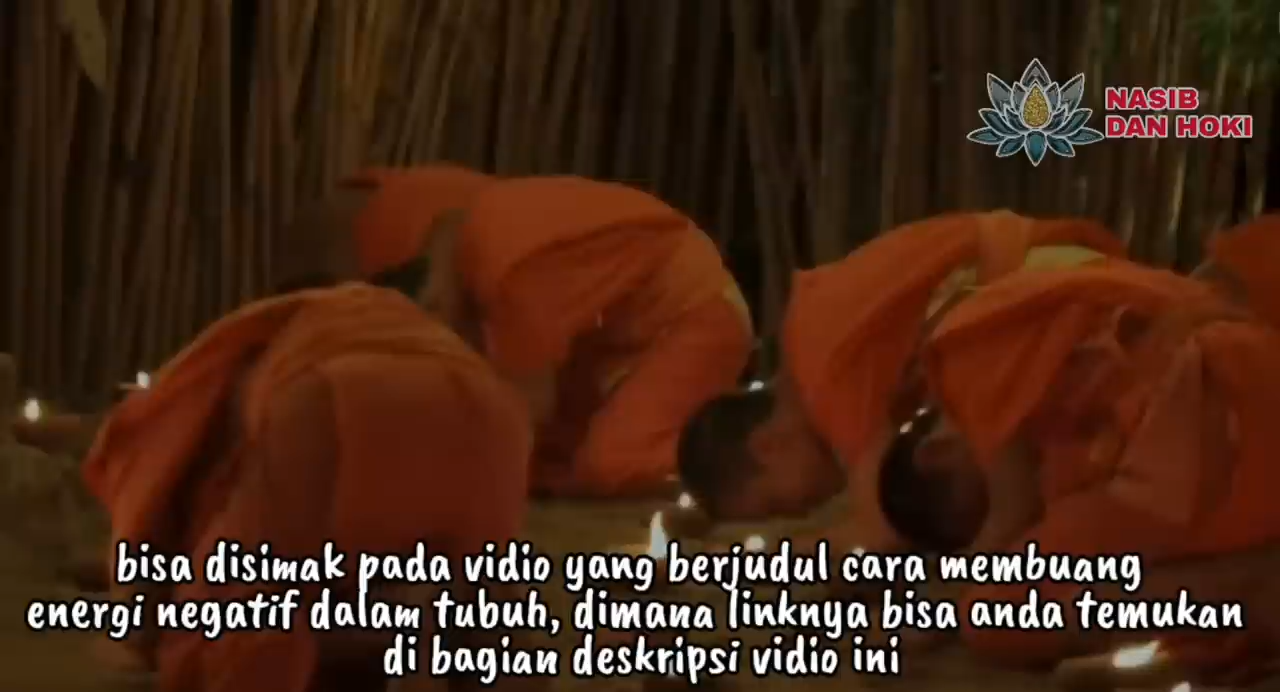 NASIB
DAN HOKI
bisa disimak pada vidio yang berjudul cara membuang
energi negatif dalam tubuh, dimana linknya bisa anda temukan
di bagian deskripsi vidio ini